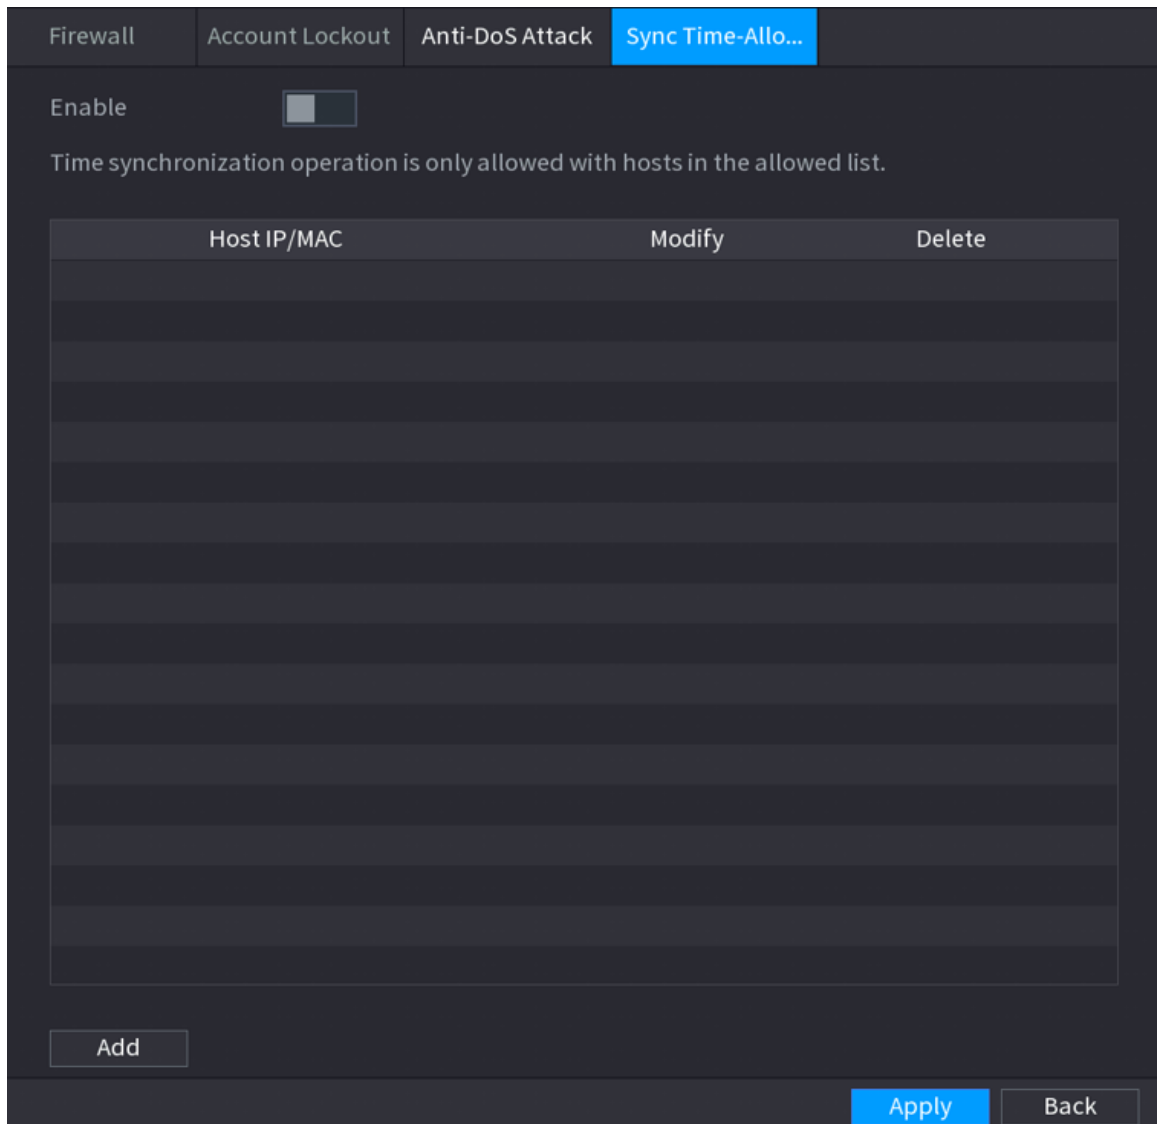 Firewall Account Lockout Anti-DoS Attack Sync Time-Allo...
Enable
Time synchronization operation is only allowed with hosts in the allowed list.
Host IP/MAC Modify Delete
Add
Apply Back